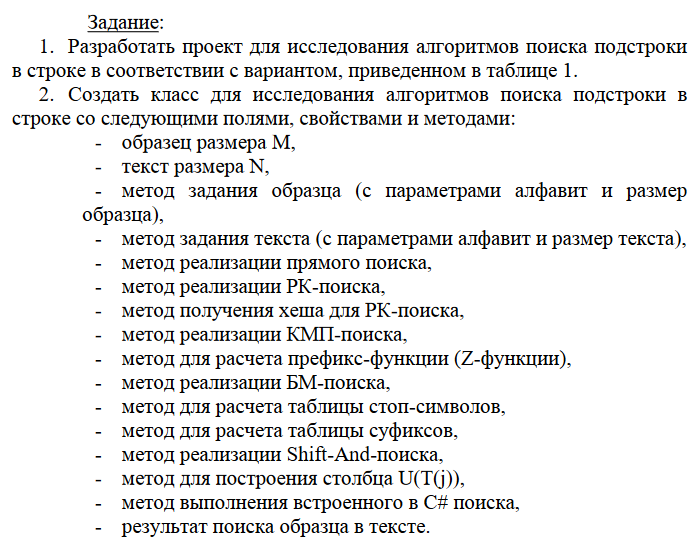 Задание:
1. Разработать проект для исследования алгоритмов поиска подстроки
в строке в соответствии с вариантом, приведенном в таблице 1.
2. Создать класс для исследования алгоритмов поиска подстроки в
строке со следующими полями, свойствами и методами:
- образец размера M,
- текст размера N,
- метод задания образца (с параметрами алфавит и размер
образца),
- метод задания текста (с параметрами алфавит и размер текста),
- метод реализации прямого поиска,
- метод реализации РК-поиска,
- метод получения хеша для РК-поиска,
- метод реализации КМП-поиска,
- метод для расчета префикс-функции (Z-функции),
- метод реализации БМ-поиска,
- метод для расчета таблицы стоп-символов,
- метод для расчета таблицы суфиксов,
- метод реализации Shift-And-поиска,
- метод для построения столбца U(T(j)),
- метод выполнения встроенного в C# поиска,
- результат поиска образца в тексте.